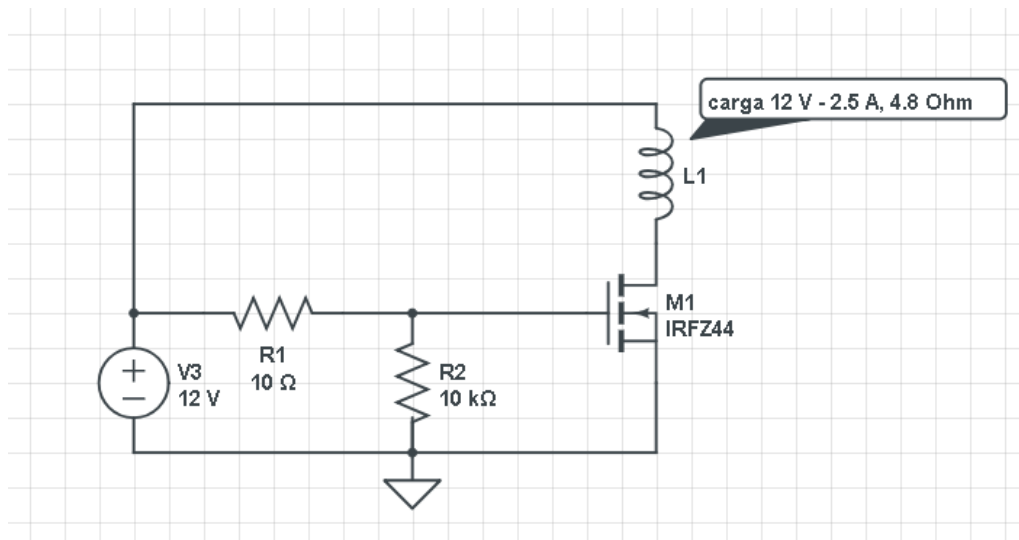 carga 12 V - 2.5 A, 4.8 Ohm
L1
M1
IRFZ44
R1
10 Ω
V3
12 V
R2
10 kΩ